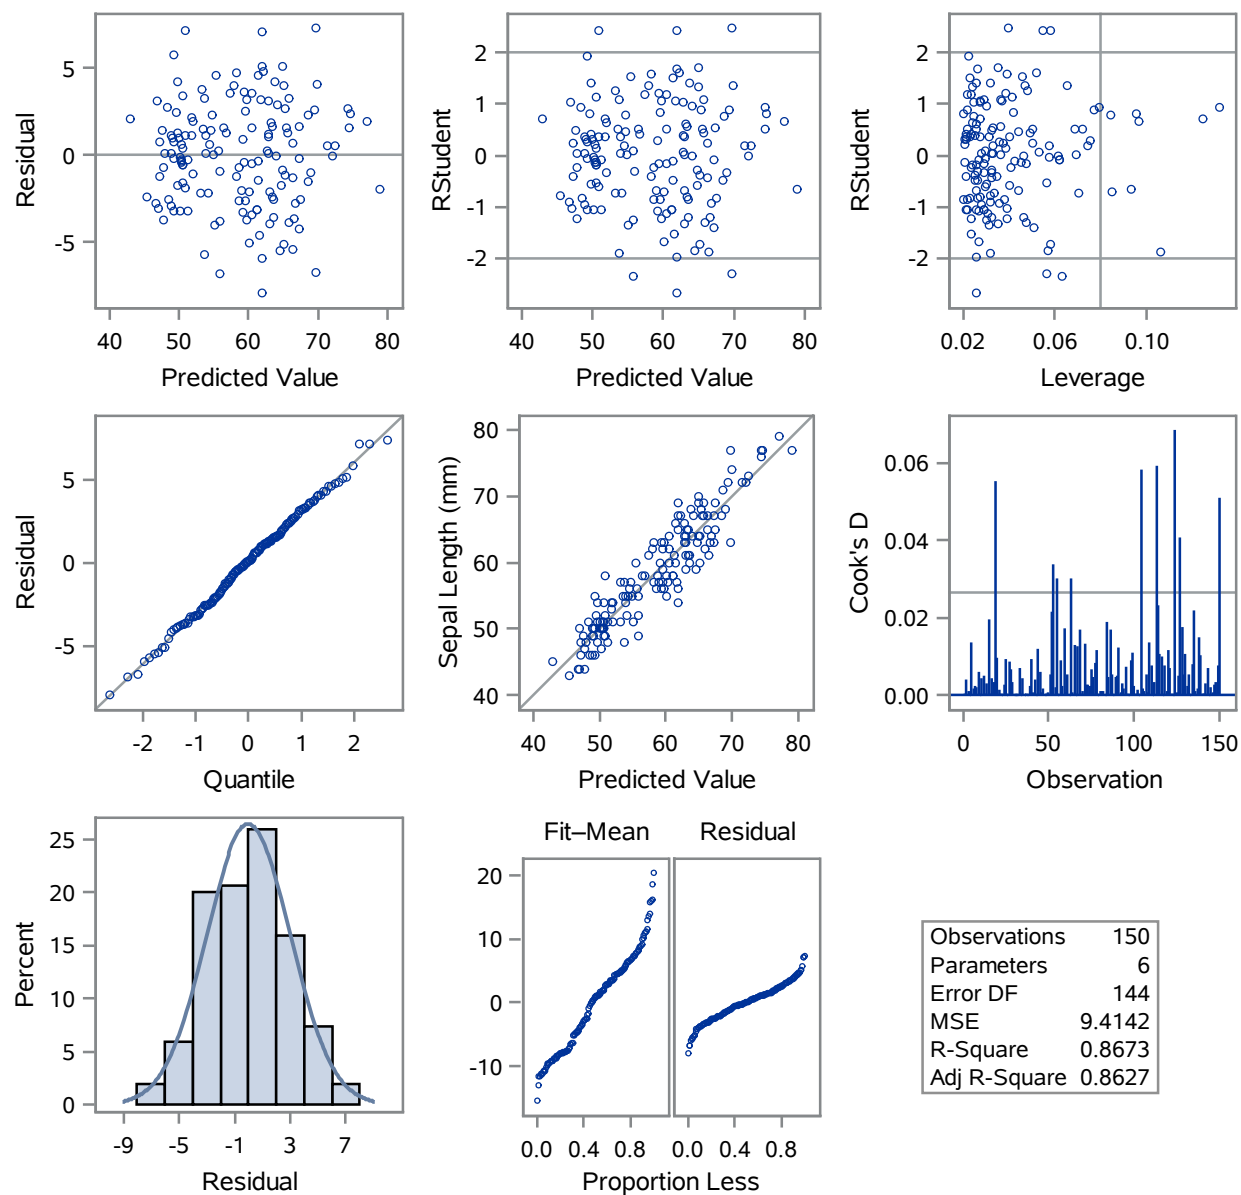 Residual
5
0
-5
40 50 60 70 80
Predicted Value
RStudent
2
1
0
-1
-2
40 50 60 70 80
Predicted Value
RStudent
2
1
0
-1
-2
0.02 0.06 0.10
Leverage
Residual
5
0
-5
-2 -1 0 1 2
Quantile
Sepal Length (mm)
80
70
60
50
40
40 50 60 70 80
Predicted Value
Cook's D
0.06
0.04
0.02
0.00
0 50 100 150
Observation
Percent
25
20
15
10
5
0
-9 -5 -1 3 7
Residual
Fit–Mean Residual
20
10
0
-10
0.0 0.4 0.8 0.0 0.4 0.8
Proportion Less
Observations 150
Parameters 6
Error DF 144
MSE 9.4142
R-Square 0.8673
Adj R-Square 0.8627